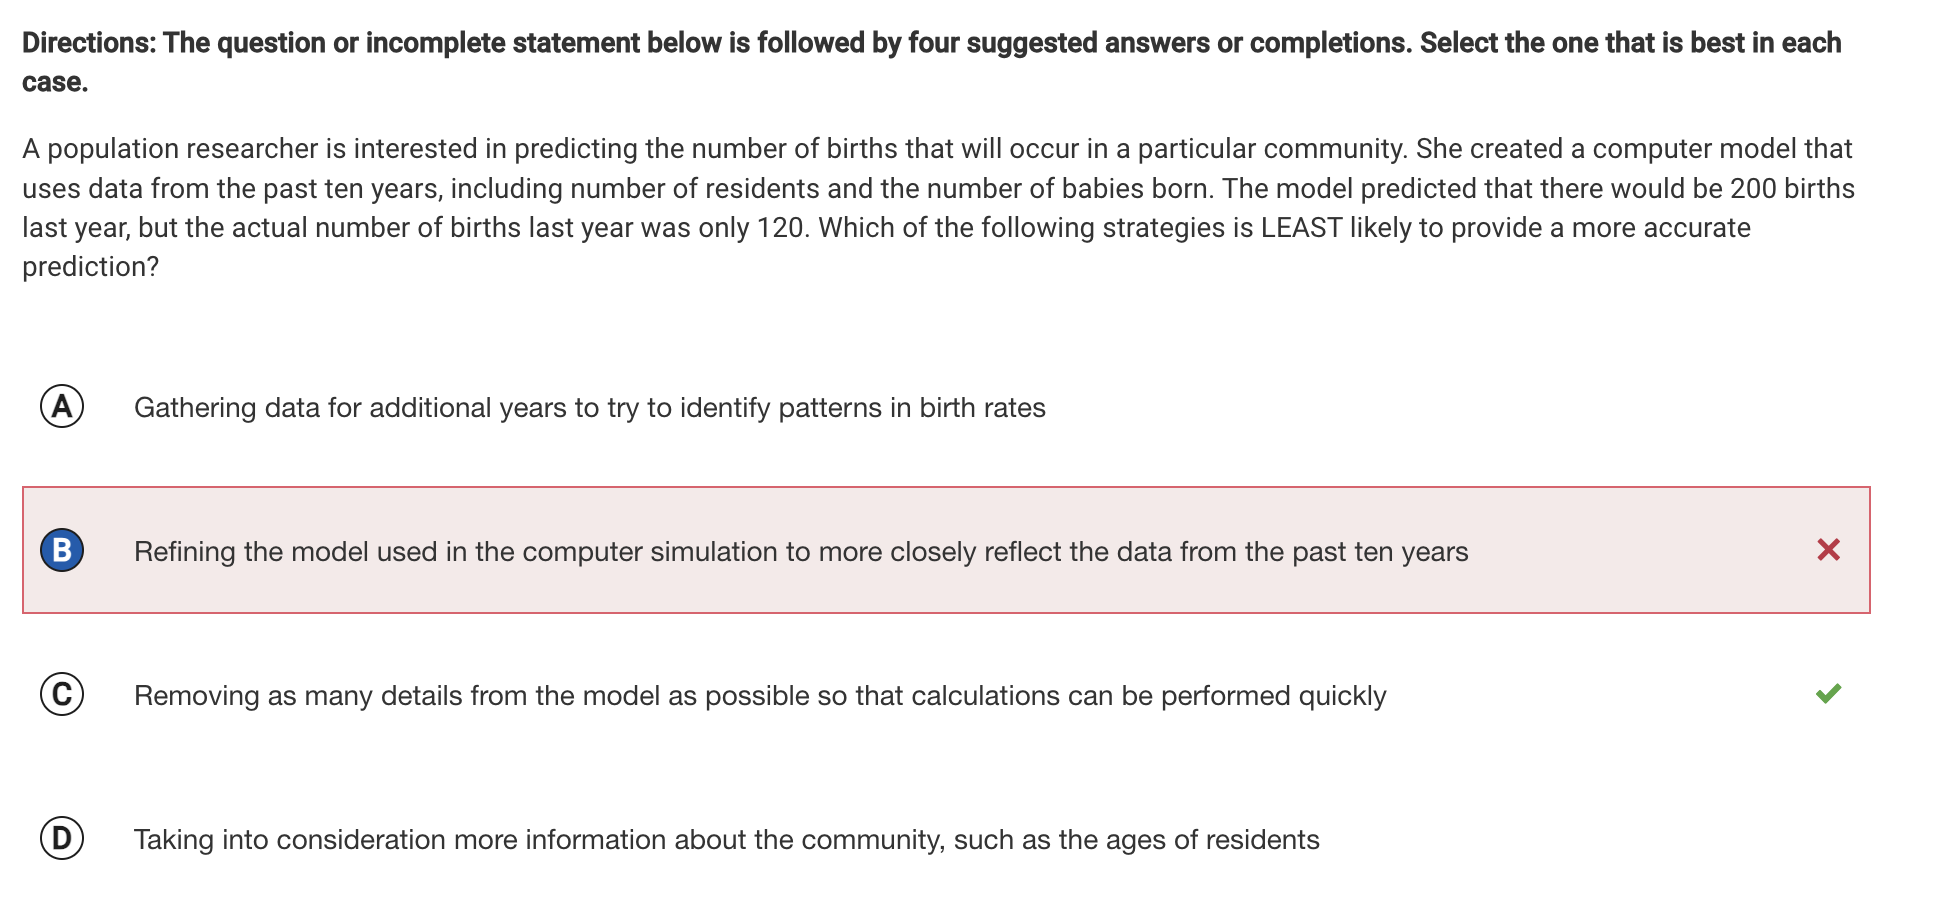 Directions: The question or incomplete statement below is followed by four suggested answers or completions. Select the one that is best in each
case.
A population researcher is interested in predicting the number of births that will occur in a particular community. She created a computer model that
uses data from the past ten years, including number of residents and the number of babies born. The model predicted that there would be 200 births
last year, but the actual number of births last year was only 120. Which of the following strategies is LEAST likely to provide a more accurate
prediction?
A Gathering data for additional years to try to identify patterns in birth rates
B Refining the model used in the computer simulation to more closely reflect the data from the past ten years
C Removing as many details from the model as possible so that calculations can be performed quickly
D Taking into consideration more information about the community, such as the ages of residents